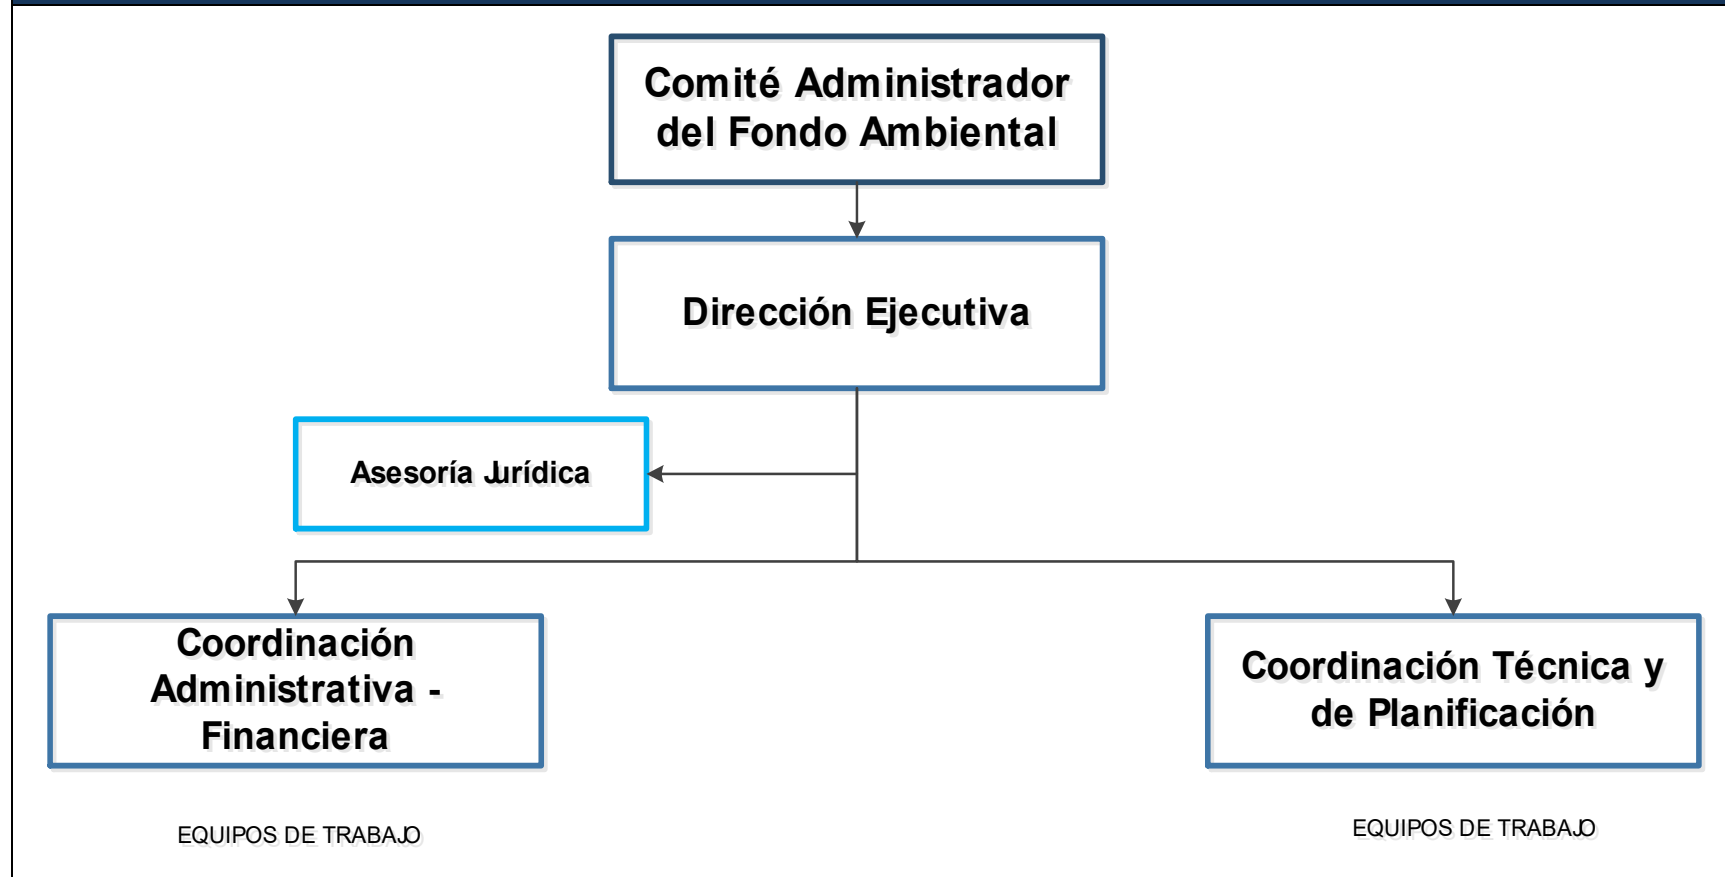 Comité Administrador
del Fondo Ambiental
Dirección Ejecutiva
Asesoría Jurídica
Coordinación
Administrativa -
Financiera
Coordinación Técnica y
de Planificación
EQUIPOS DE TRABAJO
EQUIPOS DE TRABAJO